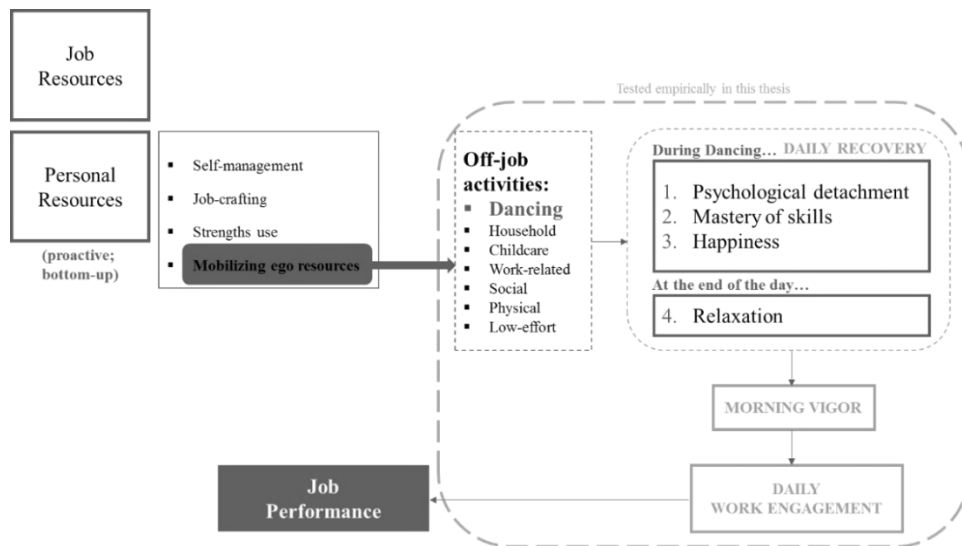 Job
Resources
Personal
Resources
(proactive;
bottom-up)
▪ Self-management
▪ Job-crafting
▪ Strengths use
▪ Mobilizing ego resources
Tested empirically in this thesis
Off-job
activities:
▪ Dancing
▪ Household
▪ Childcare
▪ Work-related
▪ Social
▪ Physical
▪ Low-effort
During Dancing… DAILY RECOVERY
1. Psychological detachment
2. Mastery of skills
3. Happiness
At the end of the day…
4. Relaxation
MORNING VIGOR
DAILY
WORK ENGAGEMENT
Job
Performance